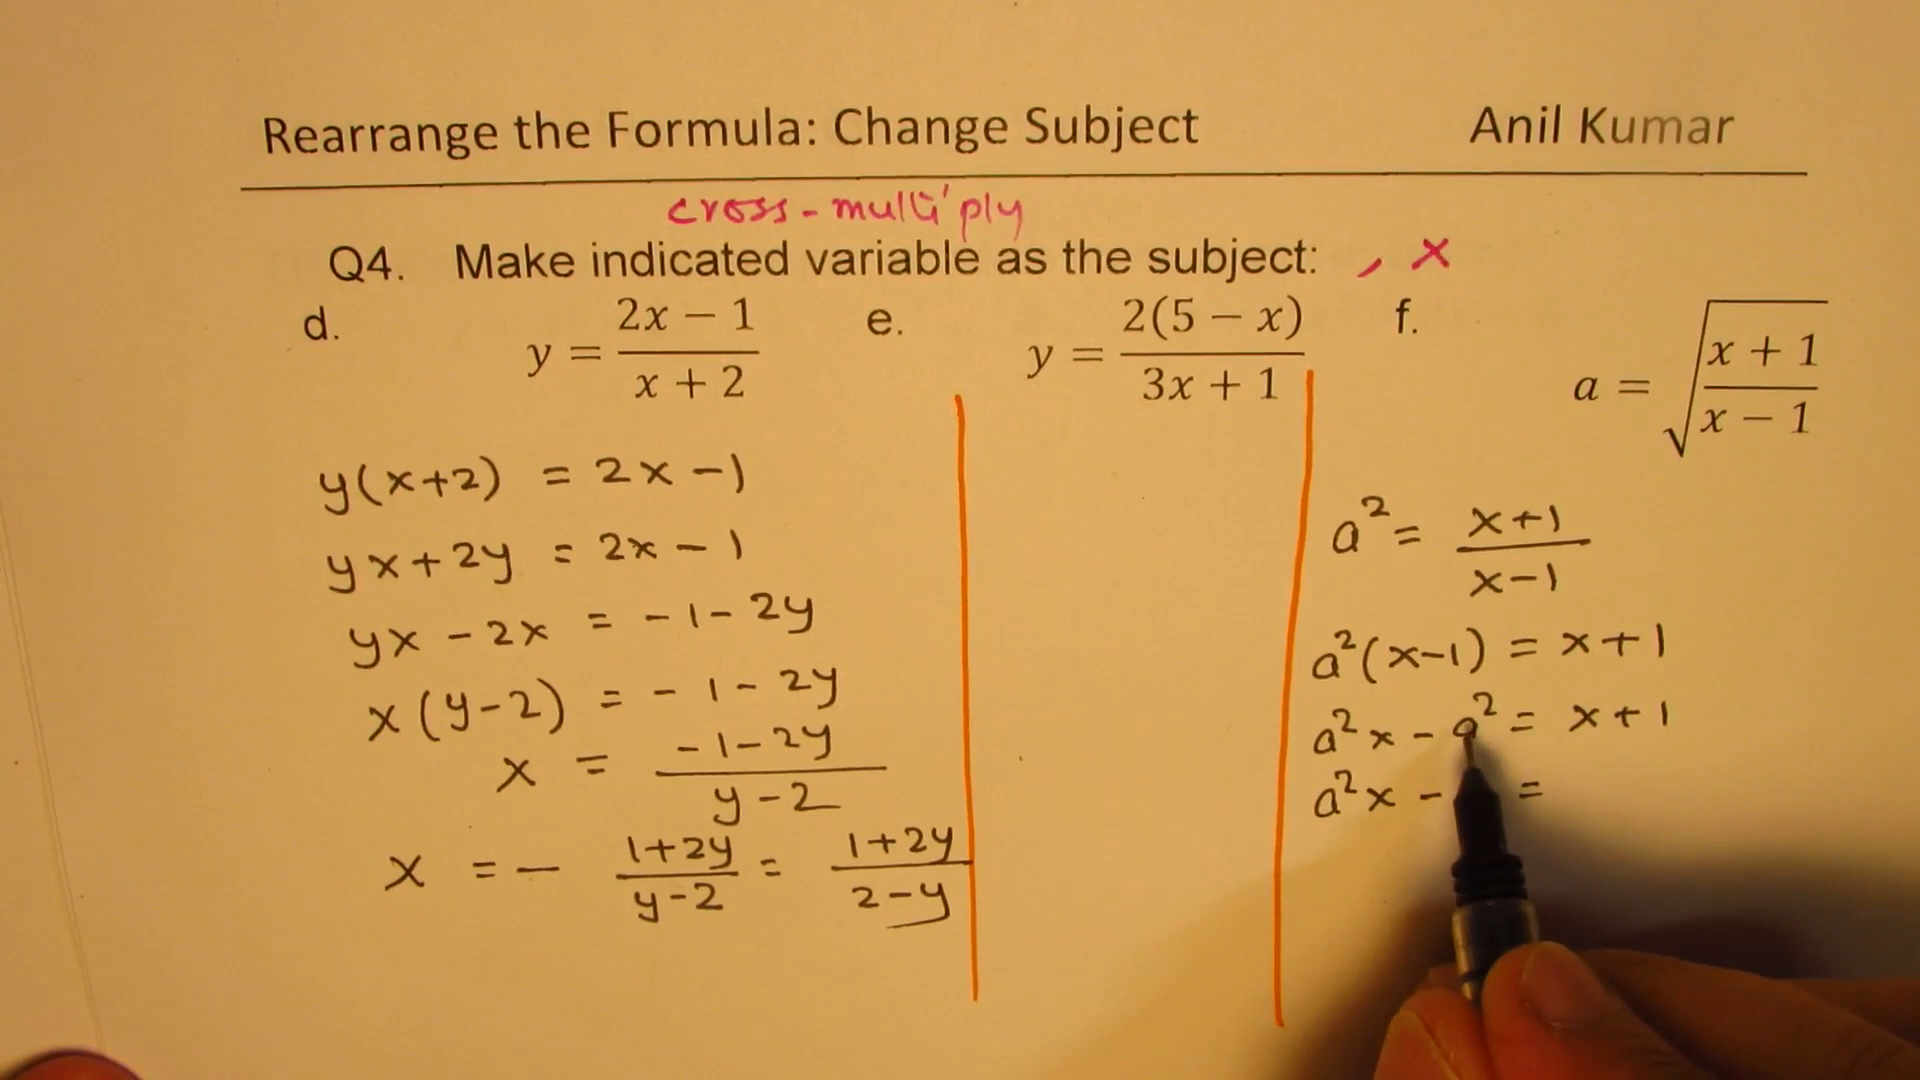 Rearrange the Formula: Change Subject Anil Kumar
cross-multiply
Q4. Make indicated variable as the subject: , x
d. y = (2x − 1)/(x + 2) e. y = 2(5 − x)/(3x + 1) f. a = √((x + 1)/(x − 1))
y(x+2) = 2x-1
yx+2y = 2x-1
yx-2x = -1-2y
x(y-2) = -1-2y
x = (-1-2y)/(y-2)
x = - (1+2y)/(y-2) = (1+2y)/(2-y)
a² = (x+1)/(x-1)
a²(x-1) = x+1
a²x - a² = x+1
a²x - =